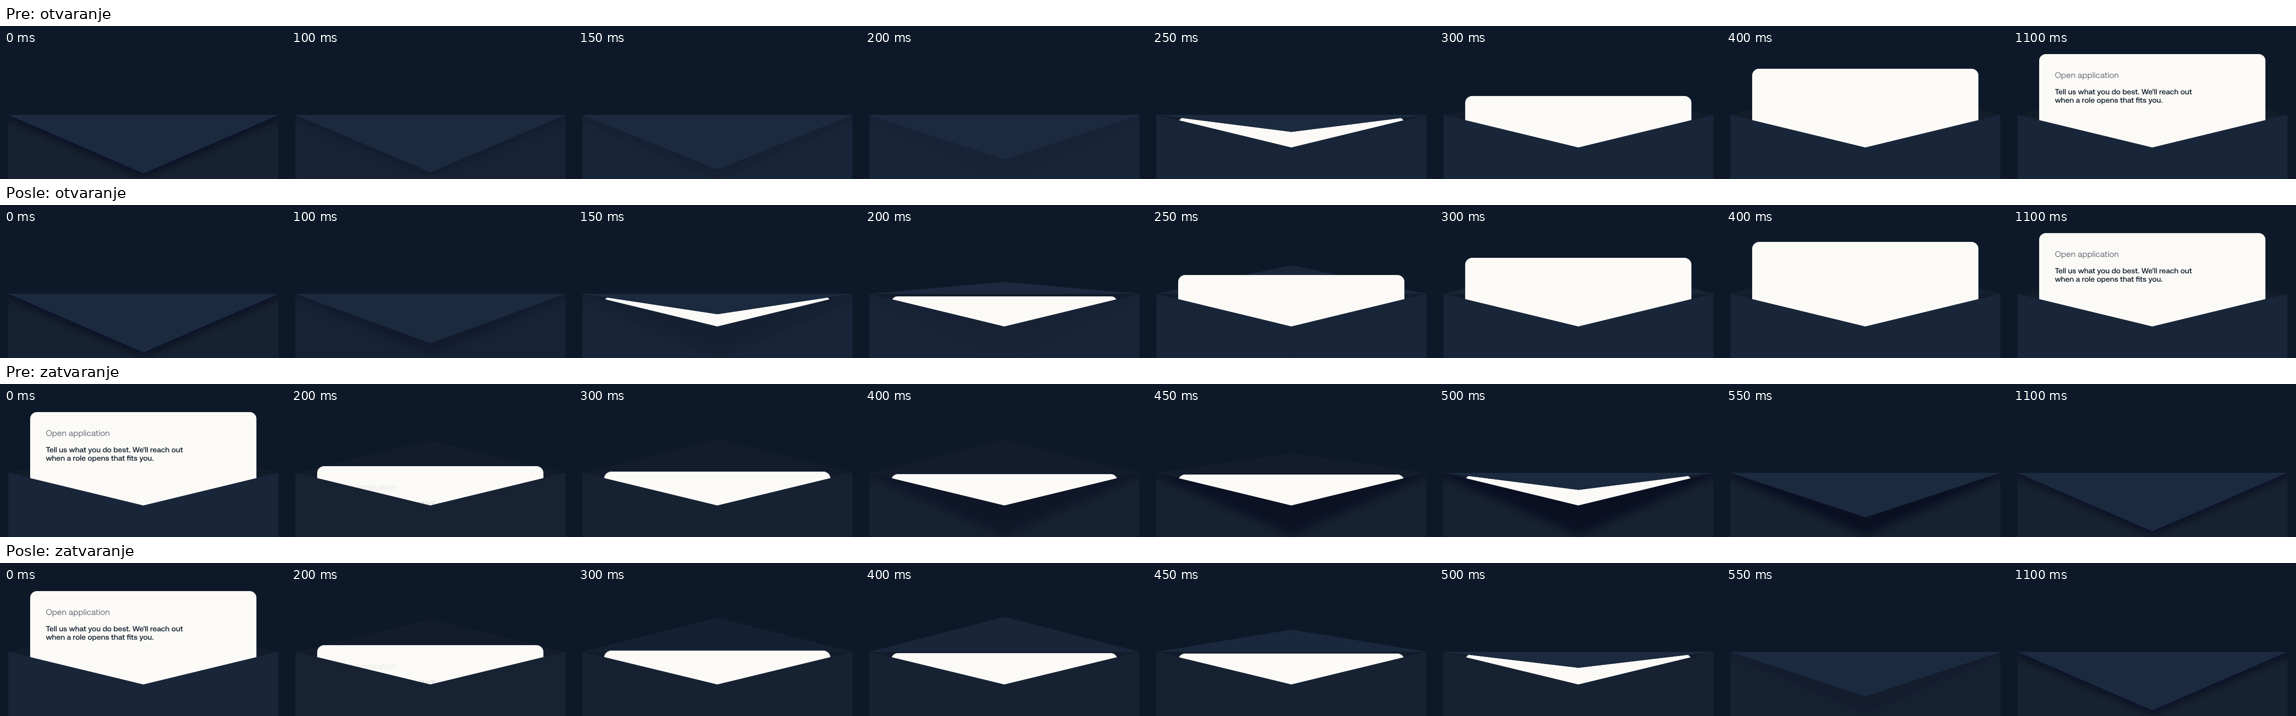 Pre: otvaranje
0 ms 100 ms 150 ms 200 ms 250 ms 300 ms 400 ms 1100 ms
Open application
Tell us what you do best. We'll reach out
when a role opens that fits you.
Posle: otvaranje
0 ms 100 ms 150 ms 200 ms 250 ms 300 ms 400 ms 1100 ms
Open application
Tell us what you do best. We'll reach out
when a role opens that fits you.
Pre: zatvaranje
0 ms 200 ms 300 ms 400 ms 450 ms 500 ms 550 ms 1100 ms
Open application
Tell us what you do best. We'll reach out
when a role opens that fits you.
Posle: zatvaranje
0 ms 200 ms 300 ms 400 ms 450 ms 500 ms 550 ms 1100 ms
Open application
Tell us what you do best. We'll reach out
when a role opens that fits you.